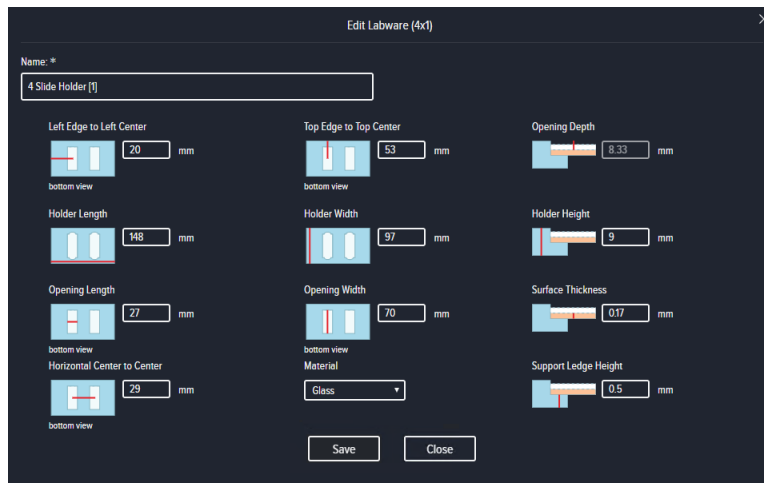 Edit Labware (4x1)
Name: *
4 Slide Holder [1]
Left Edge to Left Center
20 mm
bottom view
Top Edge to Top Center
53 mm
bottom view
Opening Depth
8.33 mm
Holder Length
148 mm
Holder Width
97 mm
Holder Height
9 mm
Opening Length
27 mm
bottom view
Opening Width
70 mm
bottom view
Surface Thickness
0.17 mm
Horizontal Center to Center
29 mm
bottom view
Material
Glass
Support Ledge Height
0.5 mm
Save
Close